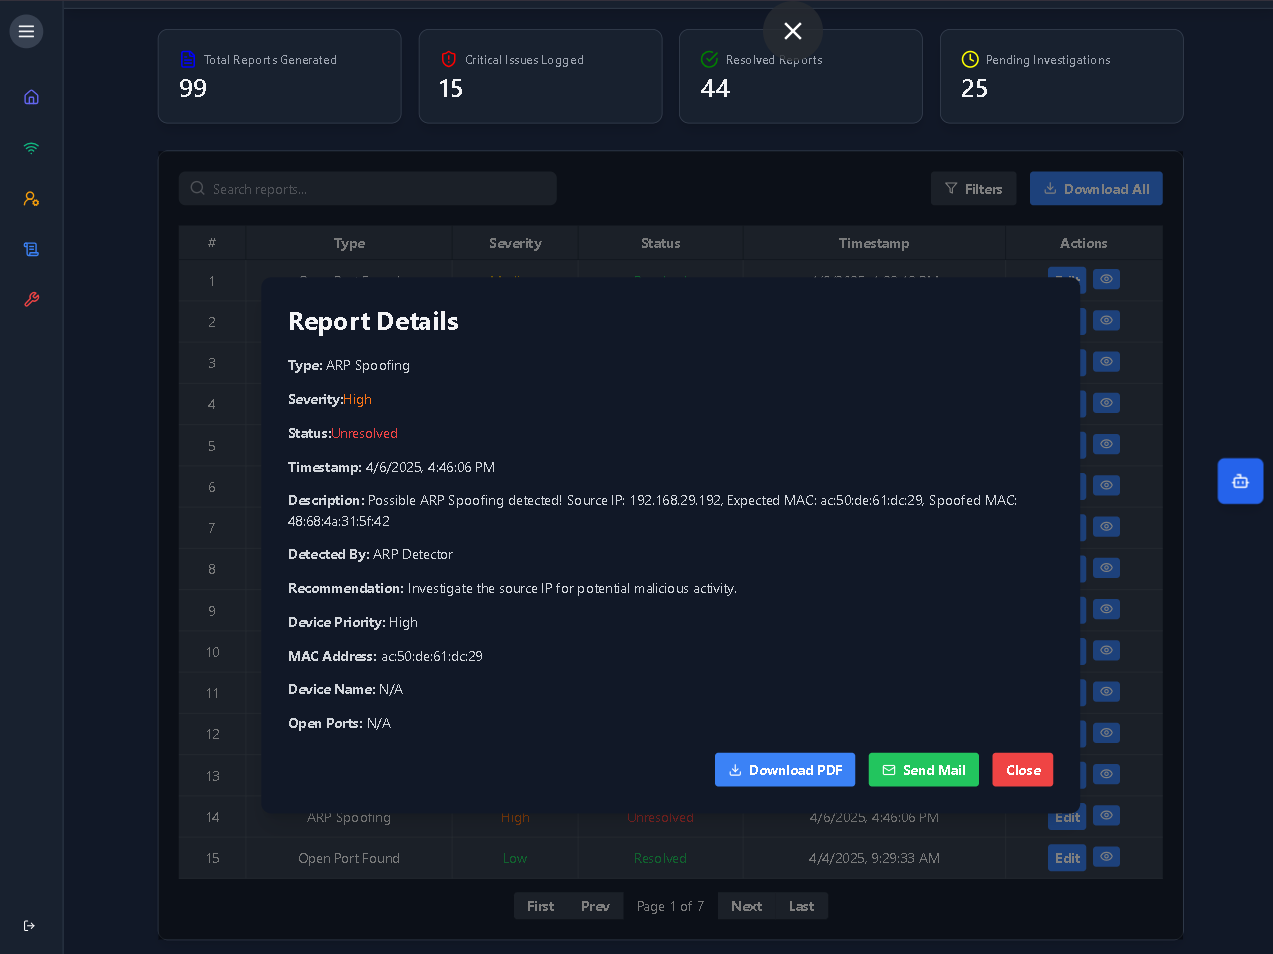 Total Reports Generated
99
Critical Issues Logged
15
Resolved Reports
44
Pending Investigations
25
Search reports...
Filters
Download All
# Type Severity Status Timestamp Actions
1
2
3
4
5
6
7
8
9
10
11
12
13
Report Details
Type: ARP Spoofing
Severity:High
Status:Unresolved
Timestamp: 4/6/2025, 4:46:06 PM
Description: Possible ARP Spoofing detected! Source IP: 192.168.29.192, Expected MAC: ac:50:de:61:dc:29, Spoofed MAC:
48:68:4a:31:5f:42
Detected By: ARP Detector
Recommendation: Investigate the source IP for potential malicious activity.
Device Priority: High
MAC Address: ac:50:de:61:dc:29
Device Name: N/A
Open Ports: N/A
Download PDF Send Mail Close
14 ARP Spoofing High Unresolved 4/6/2025, 4:46:06 PM Edit
15 Open Port Found Low Resolved 4/4/2025, 9:29:33 AM Edit
First Prev Page 1 of 7 Next Last